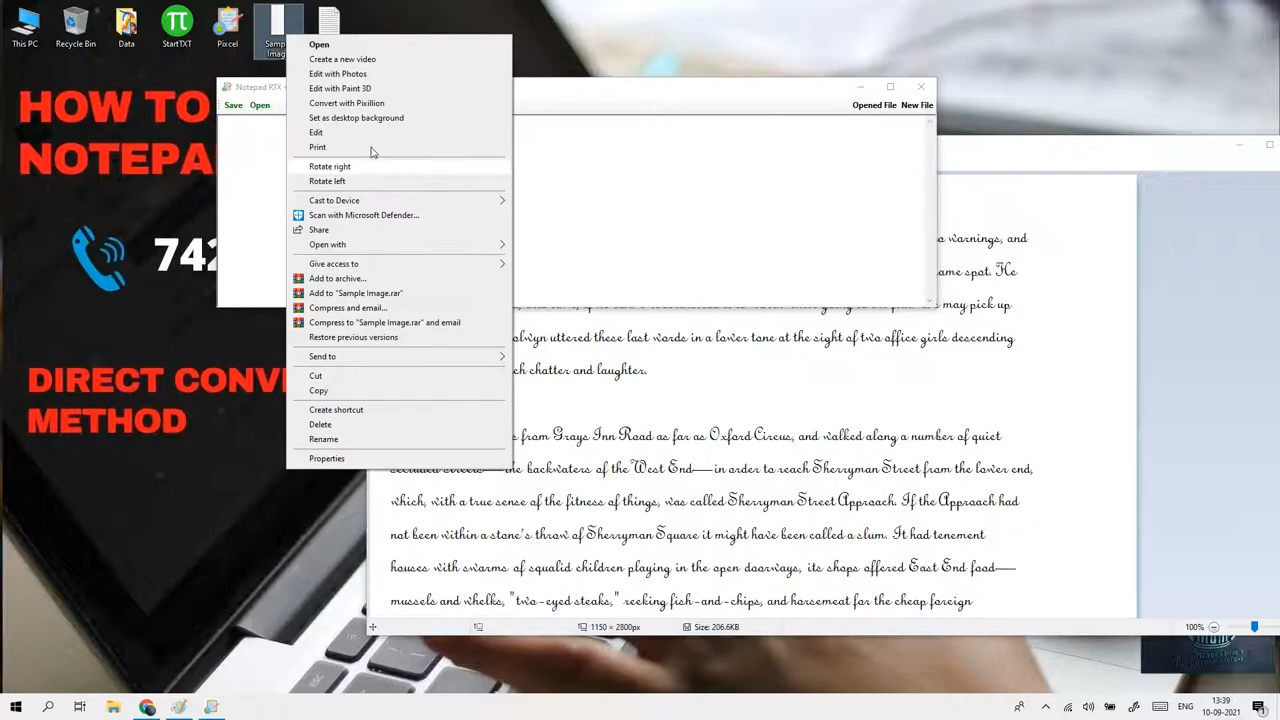 This PC
Recycle Bin
Data
StartTXT
Pixcel
Imag
HOW TO
NOTEPA
742
DIRECT CONVE
METHOD
Notepad RTX
Save Open
Opened File New File
Open
Create a new video
Edit with Photos
Edit with Paint 3D
Convert with Pixillion
Set as desktop background
Edit
Print
Rotate right
Rotate left
Cast to Device
Scan with Microsoft Defender...
Share
Open with
Give access to
Add to archive...
Add to "Sample Image.rar"
Compress and email...
Compress to "Sample Image.rar" and email
Restore previous versions
Send to
Cut
Copy
Create shortcut
Delete
Rename
Properties
o warnings, and
ame spot. He
may pick up
olwyn uttered these last words in a lower tone at the sight of two office girls descending
ch chatter and laughter.
from Grays Inn Road as far as Oxford Circus, and walked along a number of quiet
secluded streets—the backwaters of the West End—in order to reach Sherryman Street from the lower end,
which, with a true sense of the fitness of things, was called Sherryman Street Approach. If the Approach had
not been within a stone's throw of Sherryman Square it might have been called a slum. It had tenement
houses with swarms of squalid children playing in the open doorways, its shops offered East End food—
mussels and whelks, "two-eyed steaks," reeking fish-and-chips, and horsemeat for the cheap foreign
1150 × 2800px
Size: 206.6KB
100%
ENG
13:39
10-09-2021